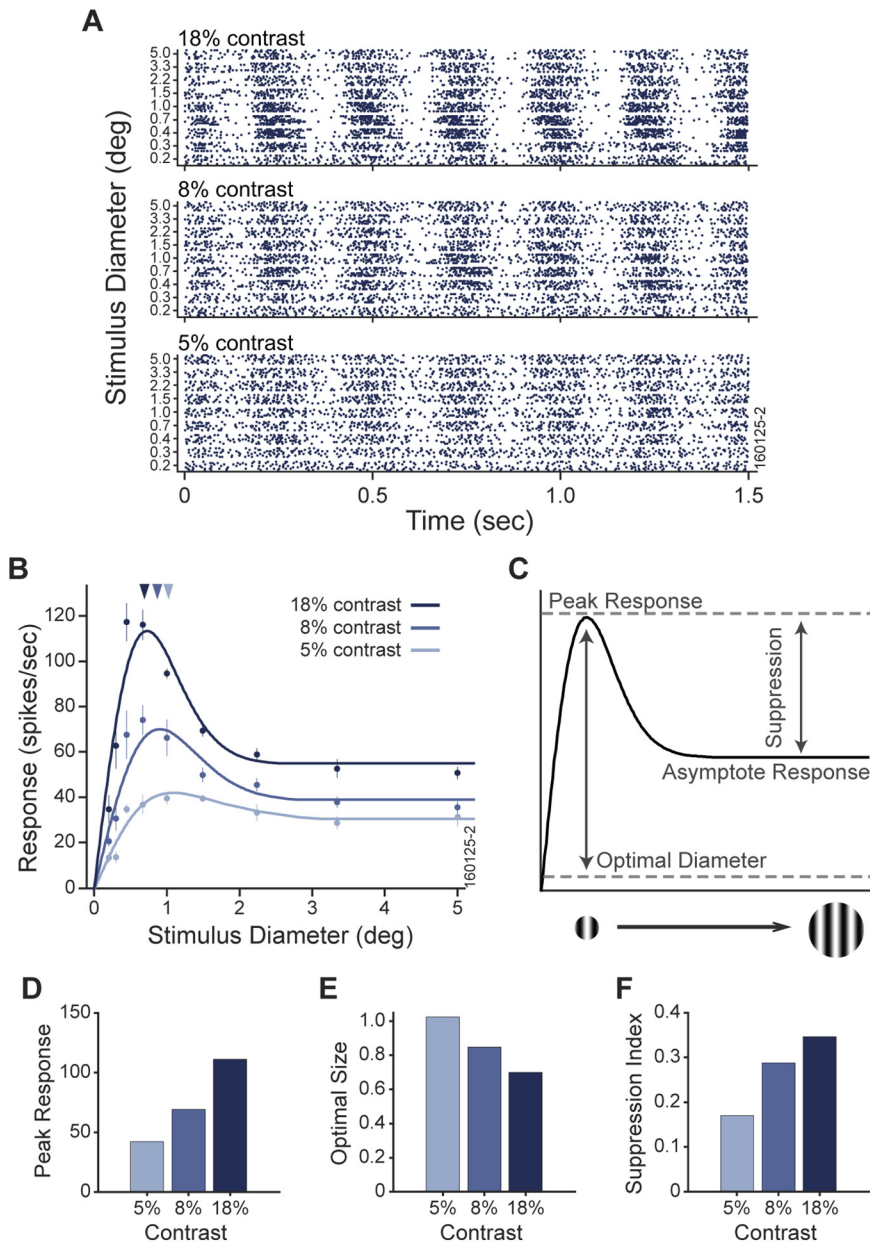 A
18% contrast
5.0
3.3
2.2
1.5
1.0
0.7
0.4
0.3
0.2
8% contrast
5.0
3.3
2.2
1.5
1.0
0.7
0.4
0.3
0.2
5% contrast
5.0
3.3
2.2
1.5
1.0
0.7
0.4
0.3
0.2
Stimulus Diameter (deg)
160125-2
0 0.5 1.0 1.5
Time (sec)
B
120
100
80
60
40
20
0
Response (spikes/sec)
18% contrast
8% contrast
5% contrast
160125-2
0 1 2 3 4 5
Stimulus Diameter (deg)
C
Peak Response
Suppression
Asymptote Response
Optimal Diameter
D
150
100
50
0
Peak Response
5% 8% 18%
Contrast
E
1.0
0.8
0.6
0.4
0.2
0
Optimal Size
5% 8% 18%
Contrast
F
0.4
0.3
0.2
0.1
0
Suppression Index
5% 8% 18%
Contrast